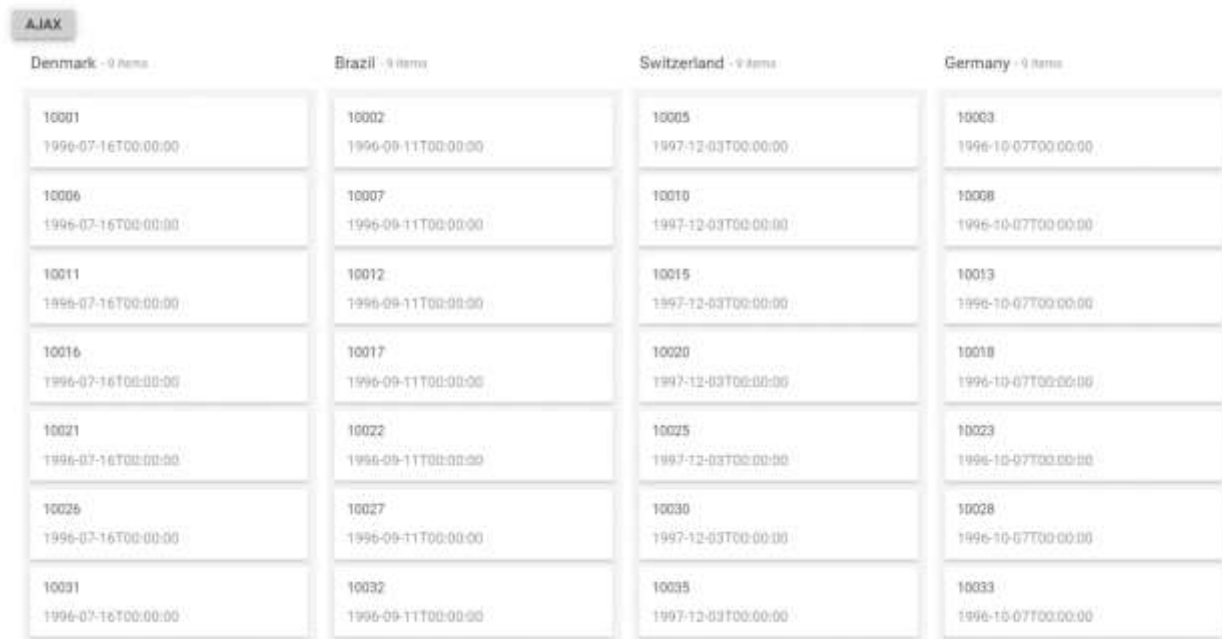 AJAX
Denmark - 9 items
Brazil - 9 items
Switzerland - 9 items
Germany - 9 items
10001
1996-07-16T00:00:00
10002
1996-09-11T00:00:00
10005
1997-12-03T00:00:00
10003
1996-10-07T00:00:00
10006
1996-07-16T00:00:00
10007
1996-09-11T00:00:00
10010
1997-12-03T00:00:00
10008
1996-10-07T00:00:00
10011
1996-07-16T00:00:00
10012
1996-09-11T00:00:00
10015
1997-12-03T00:00:00
10013
1996-10-07T00:00:00
10016
1996-07-16T00:00:00
10017
1996-09-11T00:00:00
10020
1997-12-03T00:00:00
10018
1996-10-07T00:00:00
10021
1996-07-16T00:00:00
10022
1996-09-11T00:00:00
10025
1997-12-03T00:00:00
10023
1996-10-07T00:00:00
10026
1996-07-16T00:00:00
10027
1996-09-11T00:00:00
10030
1997-12-03T00:00:00
10028
1996-10-07T00:00:00
10031
1996-07-16T00:00:00
10032
1996-09-11T00:00:00
10035
1997-12-03T00:00:00
10033
1996-10-07T00:00:00